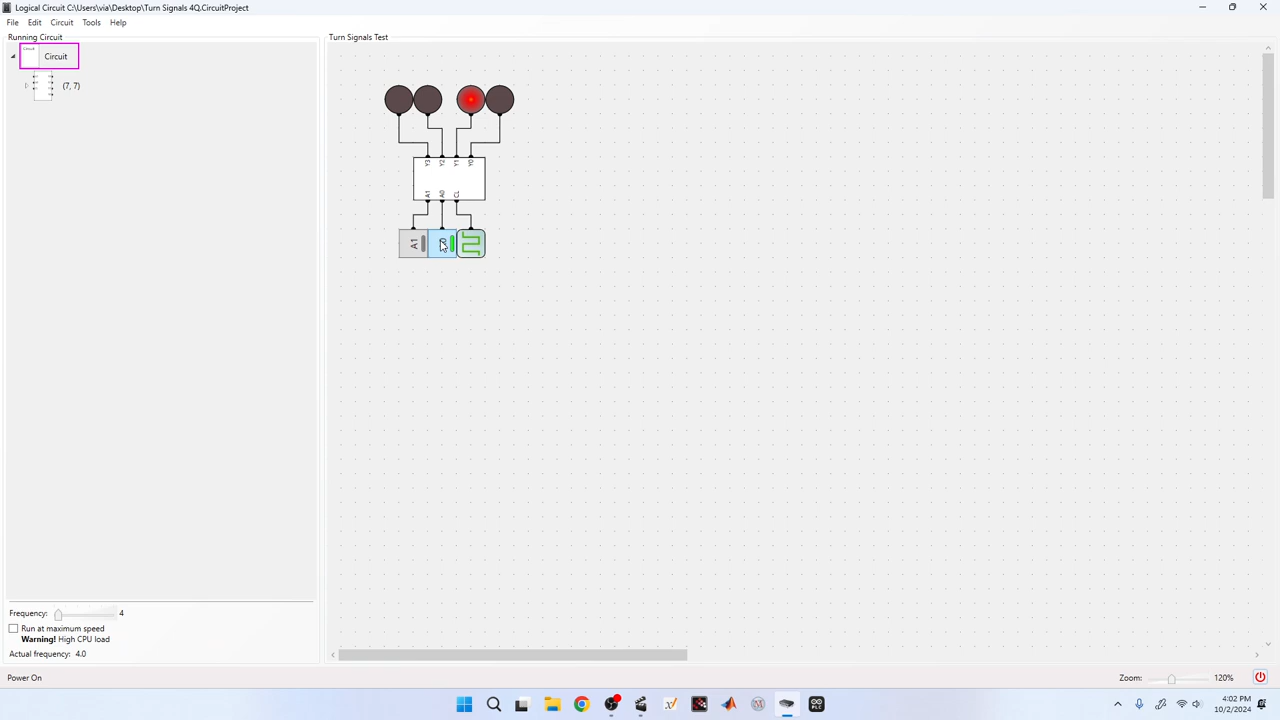 Logical Circuit C:\Users\via\Desktop\Turn Signals 4Q.CircuitProject
File Edit Circuit Tools Help
Running Circuit
Turn Signals Test
Circuit
Circuit
(7, 7)
Y3 Y2 Y1 Y0
A1 A0 CL
A1
Frequency: 4
Run at maximum speed
Warning! High CPU load
Actual frequency: 4.0
Power On
Zoom: 120%
PLC
4:02 PM
10/2/2024